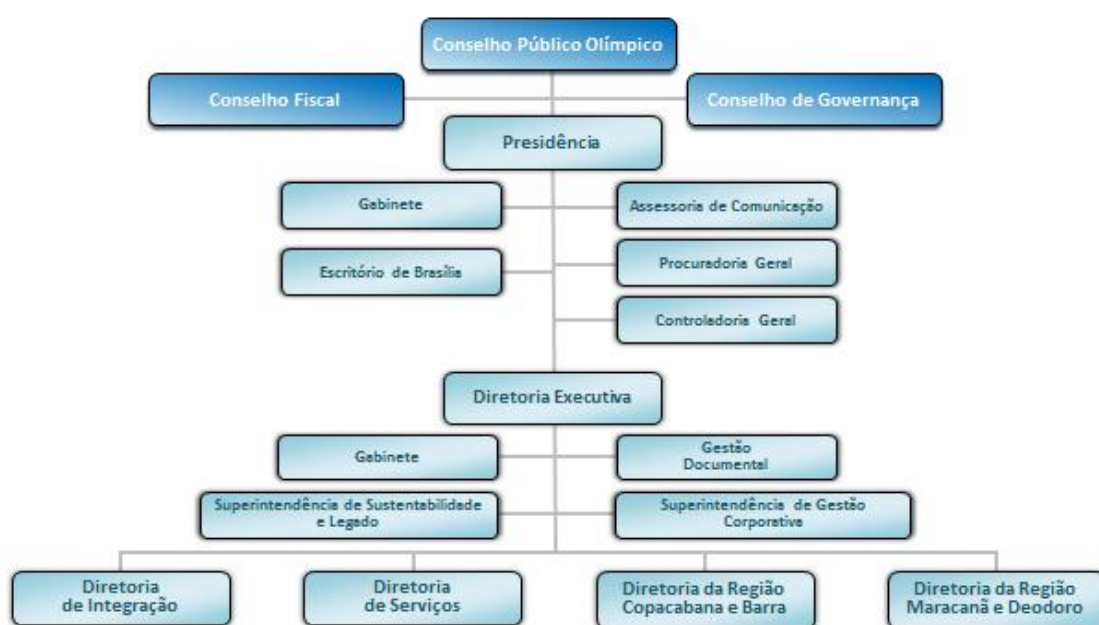 Conselho Público Olímpico
Conselho Fiscal
Conselho de Governança
Presidência
Gabinete
Assessoria de Comunicação
Escritório de Brasília
Procuradoria Geral
Controladoria Geral
Diretoria Executiva
Gabinete
Gestão
Documental
Superintendência de Sustentabilidade
e Legado
Superintendência de Gestão
Corporativa
Diretoria
de Integração
Diretoria
de Serviços
Diretoria da Região
Copacabana e Barra
Diretoria da Região
Maracanã e Deodoro